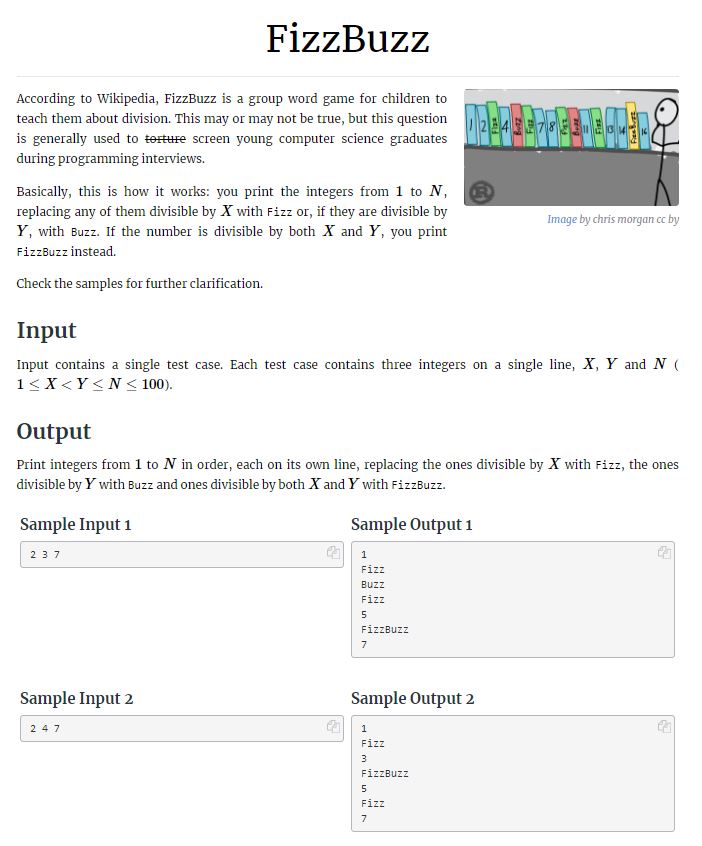 FizzBuzz
According to Wikipedia, FizzBuzz is a group word game for children to
teach them about division. This may or may not be true, but this question
is generally used to torture screen young computer science graduates
during programming interviews.
Basically, this is how it works: you print the integers from 1 to N,
replacing any of them divisible by X with Fizz or, if they are divisible by
Y, with Buzz. If the number is divisible by both X and Y, you print
FizzBuzz instead.
Check the samples for further clarification.
1 2 Fizz 4 Buzz Fizz 7 8 Fizz Buzz 11 Fizz 13 14 FizzBuzz 16
Image by chris morgan cc by
Input
Input contains a single test case. Each test case contains three integers on a single line, X, Y and N (
1 ≤ X < Y ≤ N ≤ 100).
Output
Print integers from 1 to N in order, each on its own line, replacing the ones divisible by X with Fizz, the ones
divisible by Y with Buzz and ones divisible by both X and Y with FizzBuzz.
Sample Input 1
2 3 7
Sample Output 1
1
Fizz
Buzz
Fizz
5
FizzBuzz
7
Sample Input 2
2 4 7
Sample Output 2
1
Fizz
3
FizzBuzz
5
Fizz
7